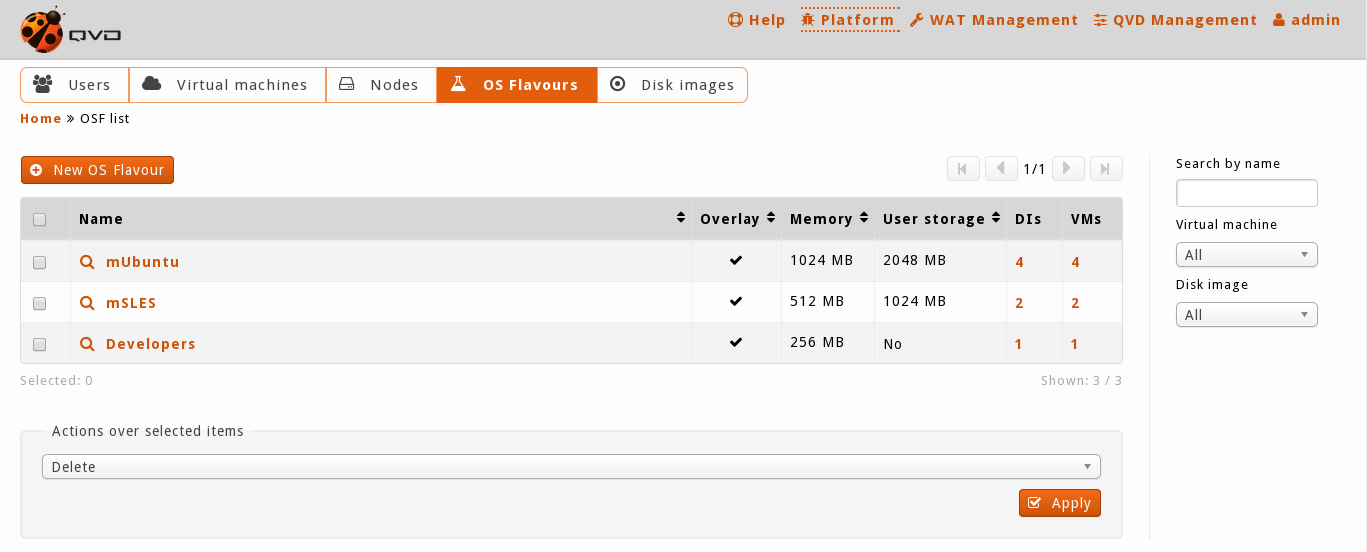 QVD
Help Platform WAT Management QVD Management admin
Users Virtual machines Nodes OS Flavours Disk images
Home » OSF list
New OS Flavour 1/1 Search by name
Name Overlay Memory User storage DIs VMs
Virtual machine
mUbuntu 1024 MB 2048 MB 4 4
All
Disk image
mSLES 512 MB 1024 MB 2 2
All
Developers 256 MB No 1 1
Selected: 0 Shown: 3 / 3
Actions over selected items
Delete
Apply